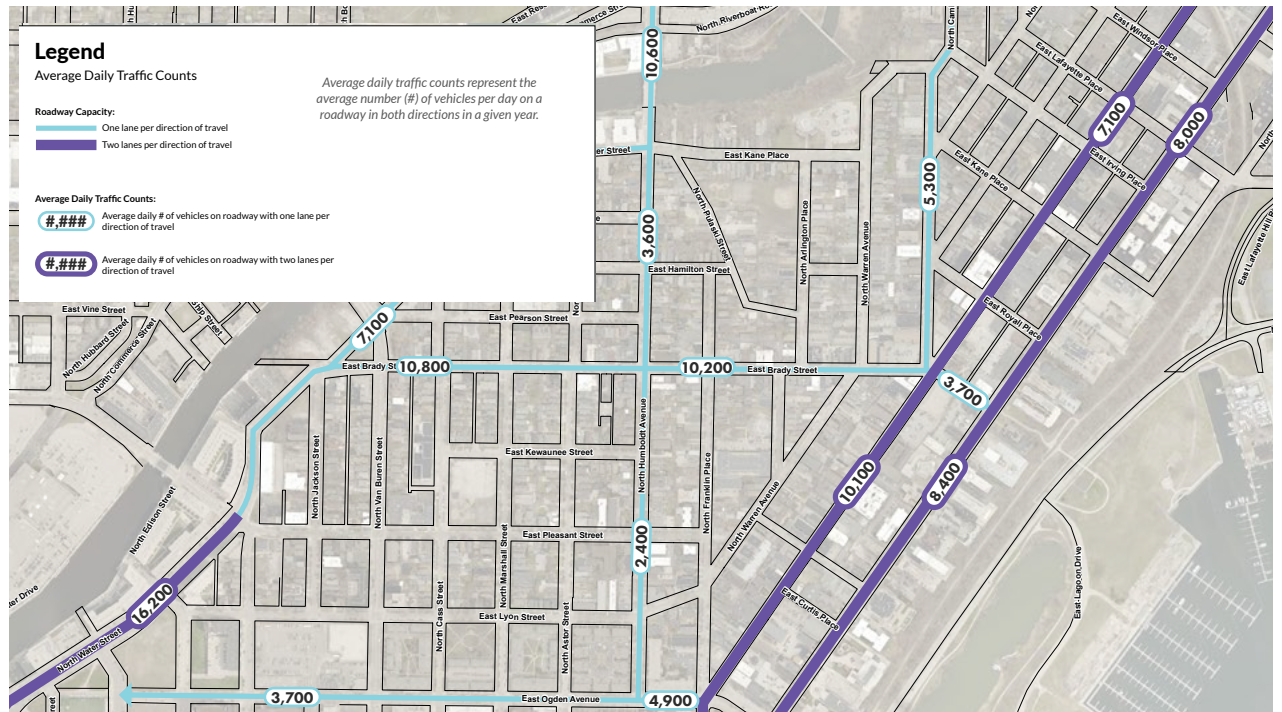 Legend
Average Daily Traffic Counts
Average daily traffic counts represent the
average number (#) of vehicles per day on a
roadway in both directions in a given year.
Roadway Capacity:
One lane per direction of travel
Two lanes per direction of travel
Average Daily Traffic Counts:
#,###
Average daily # of vehicles on roadway with one lane per
direction of travel
#,###
Average daily # of vehicles on roadway with two lanes per
direction of travel
10,600
North Riverboat
North Cam
East Windsor Place
East Lafayette Place
7,100
8,000
East Kane Place
East Kane Place
East Irving Place
5,300
North Pulaski Street
North Arlington Place
North Warren Avenue
3,600
East Hamilton Street
East Lafayette Hill R
East Royall Place
East Vine Street
North Hubbard Street
North Commerce Street
East Pearson Street
7,100
East Brady St
10,800
10,200
East Brady Street
3,700
North Humboldt Avenue
East Kewaunee Street
North Jackson Street
North Van Buren Street
North Franklin Place
10,100
8,400
North Edison Street
North Warren Avenue
East Pleasant Street
2,400
North Marshall Street
East Lagoon Drive
16,200
North Cass Street
East Lyon Street
North Astor Street
East Curtis Place
North Water Street
3,700
East Ogden Avenue
4,900